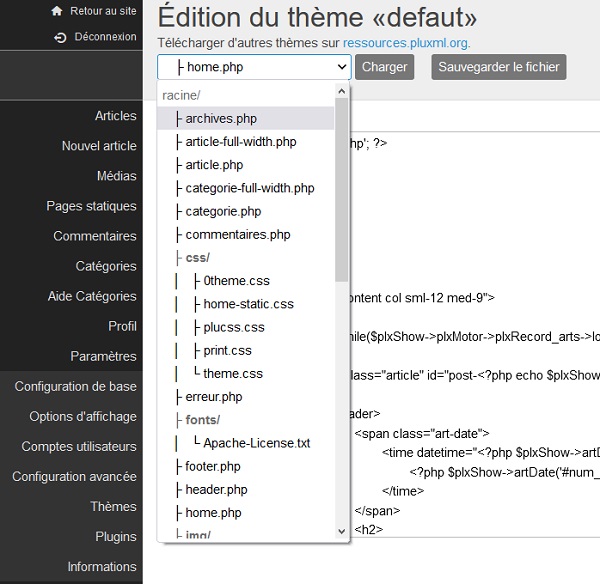 Retour au site
Déconnexion
Édition du thème «defaut»
Télécharger d'autres thèmes sur ressources.pluxml.org.
├ home.php
Charger
Sauvegarder le fichier
Articles
Nouvel article
Médias
Pages statiques
Commentaires
Catégories
Aide Catégories
Profil
Paramètres
Configuration de base
Options d'affichage
Comptes utilisateurs
Configuration avancée
Thèmes
Plugins
Informations
racine/
├ archives.php
├ article-full-width.php
├ article.php
├ categorie-full-width.php
├ categorie.php
├ commentaires.php
├ css/
│ ├ 0theme.css
│ ├ home-static.css
│ ├ plucss.css
│ ├ print.css
│ └ theme.css
├ erreur.php
├ fonts/
│ └ Apache-License.txt
├ footer.php
├ header.php
├ home.php
├ img/
hp'; ?>
ontent col sml-12 med-9">
hile($plxShow->plxMotor->plxRecord_arts->lo
lass="article" id="post-<?php echo $plxShow
ader>
<span class="art-date">
<time datetime="<?php $plxShow->artD
<?php $plxShow->artDate('#num_
</time>
</span>
<h2>